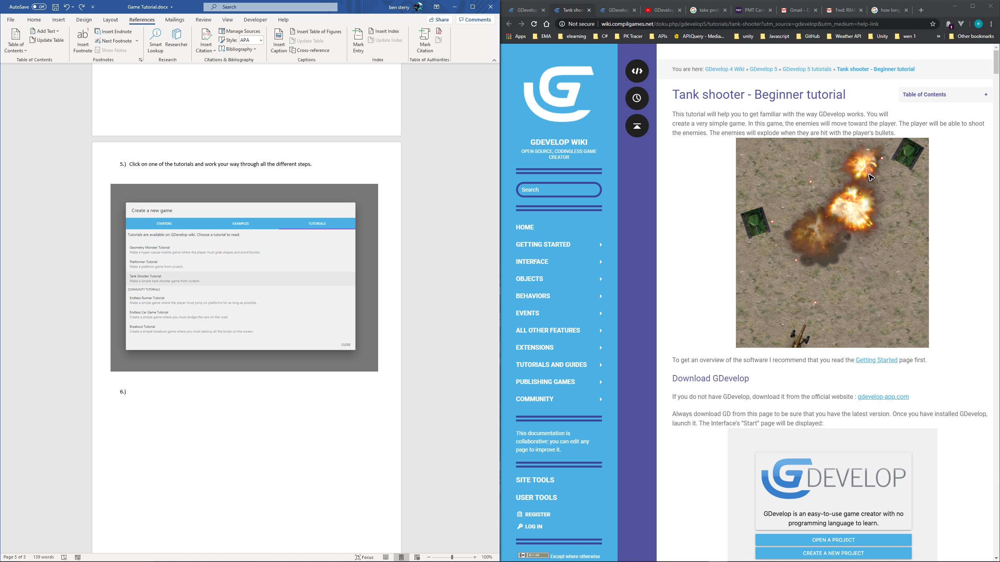 AutoSave Off
Game Tutorial.docx
Search
ben sterry
File Home Insert Design Layout References Mailings Review View Developer Help
Share Comments
Table of Contents
Add Text
Update Table
Table of Contents
ab
Insert Footnote
Insert Endnote
Next Footnote
Show Notes
Footnotes
Smart Lookup
Researcher
Research
Insert Citation
Manage Sources
Style: APA
Bibliography
Citations & Bibliography
Insert Caption
Insert Table of Figures
Update Table
Cross-reference
Captions
Mark Entry
Insert Index
Update Index
Index
Mark Citation
Table of Authorities
5.) Click on one of the tutorials and work your way through all the different steps.
Create a new game
STARTERS EXAMPLES TUTORIALS
Tutorials are available on GDevelop wiki. Choose a tutorial to read:
Geometry Monster Tutorial
Make a hyper-casual mobile game where the player must grab shapes and avoid bombs.
Platformer Tutorial
Make a platform game from scratch.
Tank Shooter Tutorial
Make a simple tank shooter game from scratch.
COMMUNITY TUTORIALS
Endless Runner Tutorial
Make a simple game where the player must jump on platforms for as long as possible.
Endless Car Game Tutorial
Create a simple game where you must dodge the cars on the road.
Breakout Tutorial
Create a simple breakout game where you must destroy all the bricks on the screen.
CLOSE
6.)
Page 5 of 5 139 words
Focus
100%
GDevelop Tank shoo GDevelop GDevelop take proti PMT PMT Card Gmail - E Fwd: RMA how long
Not secure wiki.compilgames.net/doku.php/gdevelop5/tutorials/tank-shooter?utm_source=gdevelop&utm_medium=help-link
1
e
Apps EMA elearning C# PK Tracer APIs API:Query - Media... unity Javascript GitHub Weather API Unity wen 1 » Other bookmarks
GDEVELOP WIKI
OPEN-SOURCE, CODINGLESS GAME
CREATOR
Search
HOME
GETTING STARTED
INTERFACE
OBJECTS
BEHAVIORS
EVENTS
ALL OTHER FEATURES
EXTENSIONS
TUTORIALS AND GUIDES
PUBLISHING GAMES
COMMUNITY
This documentation is
collaborative: you can edit any
page to improve it.
SITE TOOLS
USER TOOLS
REGISTER
LOG IN
cc BY-SA Except where otherwise
You are here: GDevelop 4 Wiki » GDevelop 5 » GDevelop 5 tutorials » Tank shooter - Beginner tutorial
Tank shooter - Beginner tutorial
Table of Contents +
This tutorial will help you to get familiar with the way GDevelop works. You will
create a very simple game. In this game, the enemies will move toward the player. The player will be able to shoot
the enemies. The enemies will explode when they are hit with the player's bullets.
To get an overview of the software I recommend that you read the Getting Started page first.
Download GDevelop
If you do not have GDevelop, download it from the official website : gdevelop-app.com
Always download GD from this page to be sure that you have the latest version. Once you have installed GDevelop,
launch it. The Interface's “Start” page will be displayed:
GDEVELOP
GDevelop is an easy-to-use game creator with no
programming language to learn.
OPEN A PROJECT
CREATE A NEW PROJECT